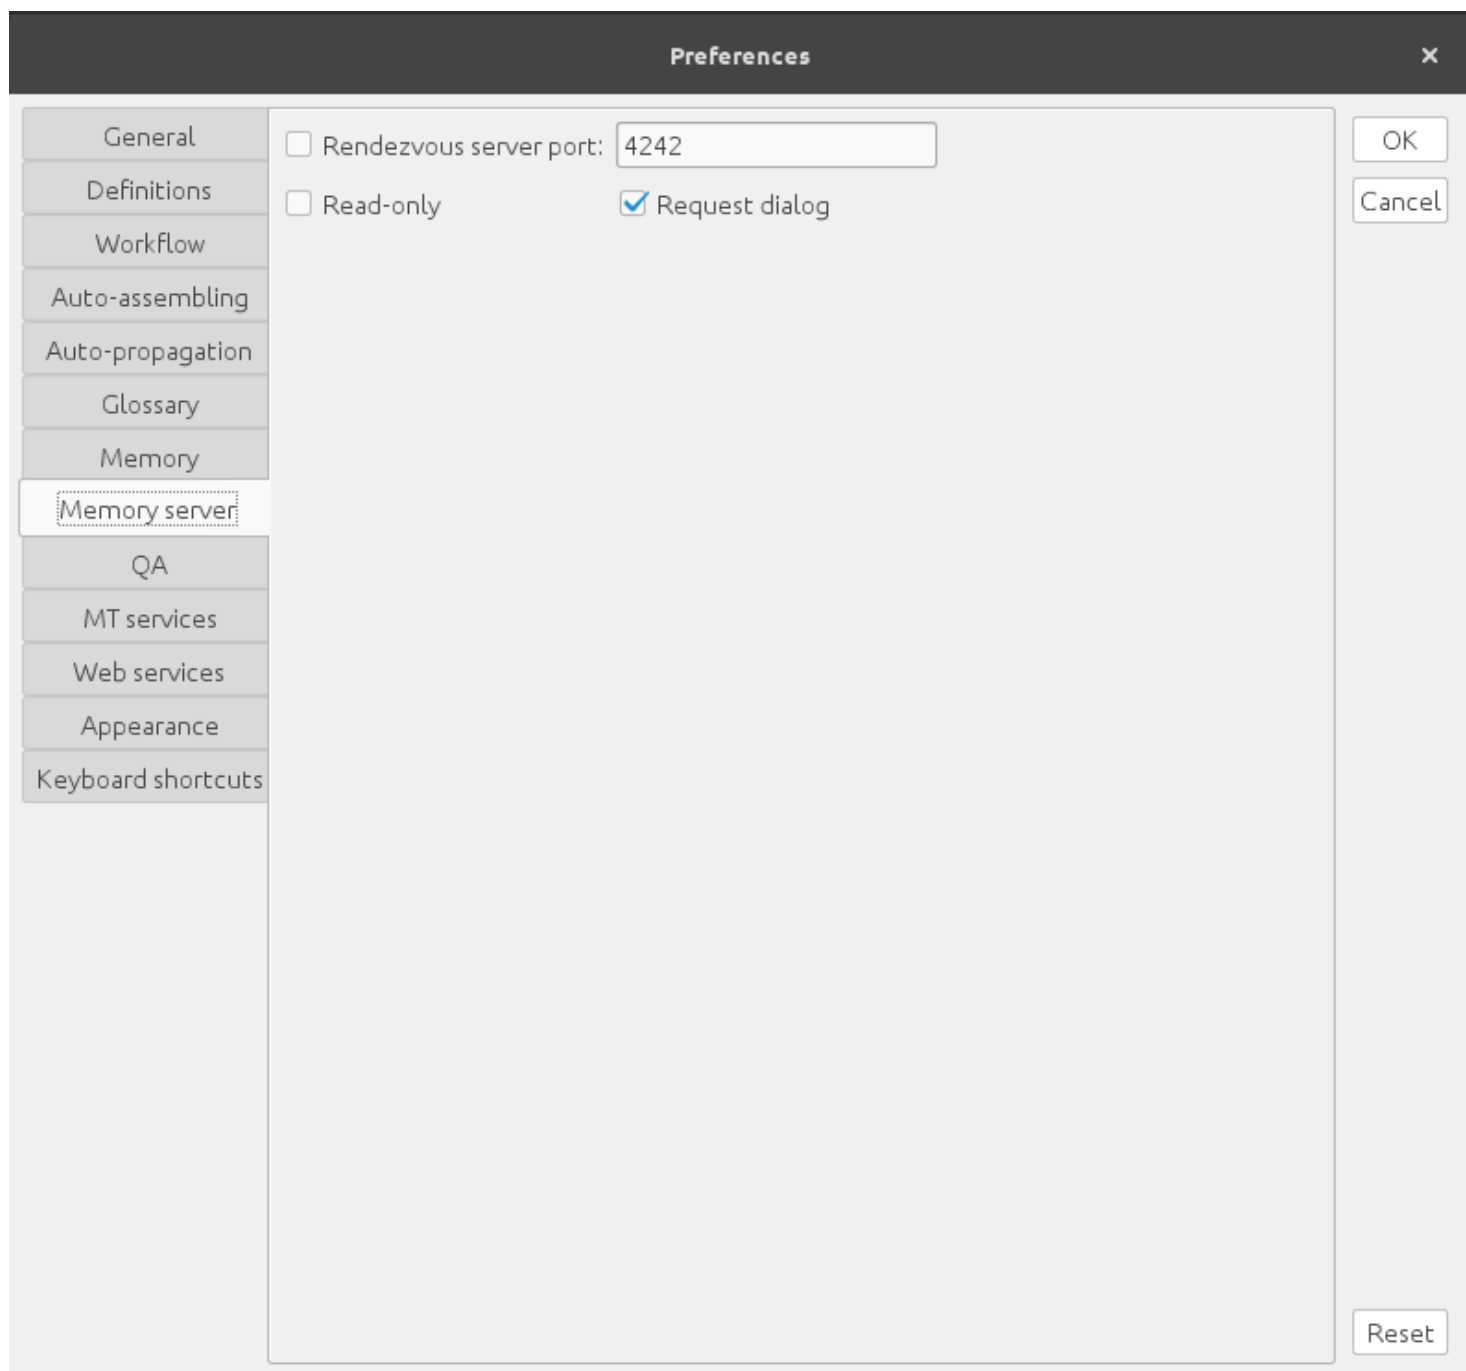 Preferences
General
Definitions
Workflow
Auto-assembling
Auto-propagation
Glossary
Memory
Memory server
QA
MT services
Web services
Appearance
Keyboard shortcuts
Rendezvous server port: 4242
Read-only Request dialog
OK
Cancel
Reset